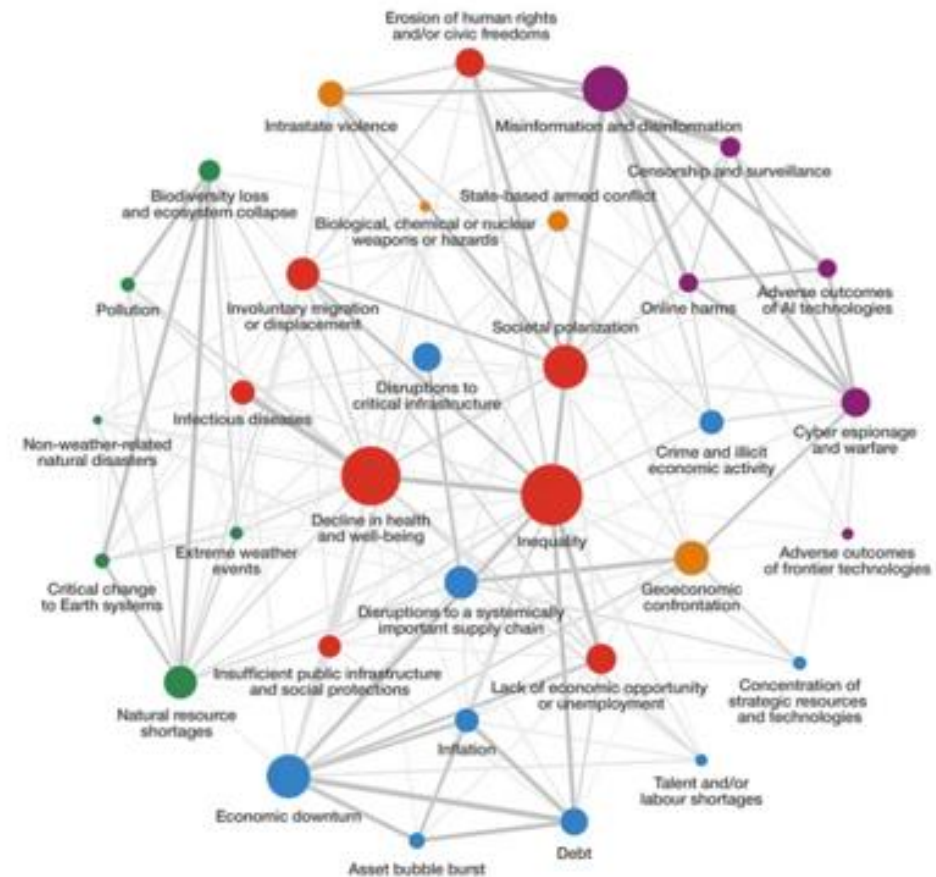 Erosion of human rights
and/or civic freedoms
Intrastate violence
Misinformation and disinformation
Censorship and surveillance
Biodiversity loss
and ecosystem collapse
State-based armed conflict
Biological, chemical or nuclear
weapons or hazards
Pollution
Involuntary migration
or displacement
Online harms
Adverse outcomes
of AI technologies
Societal polarization
Disruptions to
critical infrastructure
Infectious diseases
Non-weather-related
natural disasters
Crime and illicit
economic activity
Cyber espionage
and warfare
Decline in health
and well-being
Inequality
Extreme weather
events
Adverse outcomes
of frontier technologies
Critical change
to Earth systems
Geoeconomic
confrontation
Disruptions to a systemically
important supply chain
Insufficient public infrastructure
and social protections
Lack of economic opportunity
or unemployment
Concentration of
strategic resources
and technologies
Natural resource
shortages
Inflation
Talent and/or
labour shortages
Economic downturn
Debt
Asset bubble burst